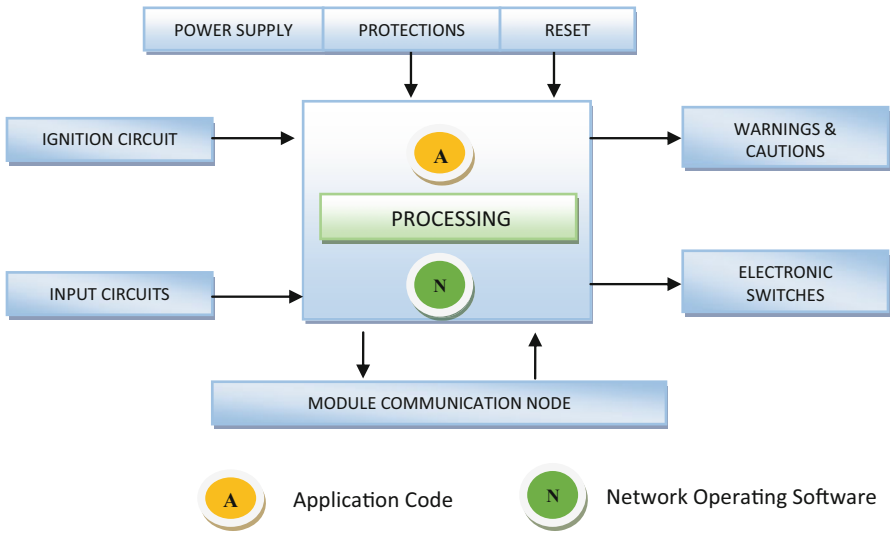 POWER SUPPLY
PROTECTIONS
RESET
IGNITION CIRCUIT
A
WARNINGS &
CAUTIONS
PROCESSING
INPUT CIRCUITS
N
ELECTRONIC
SWITCHES
MODULE COMMUNICATION NODE
A
Application Code
N
Network Operating Software